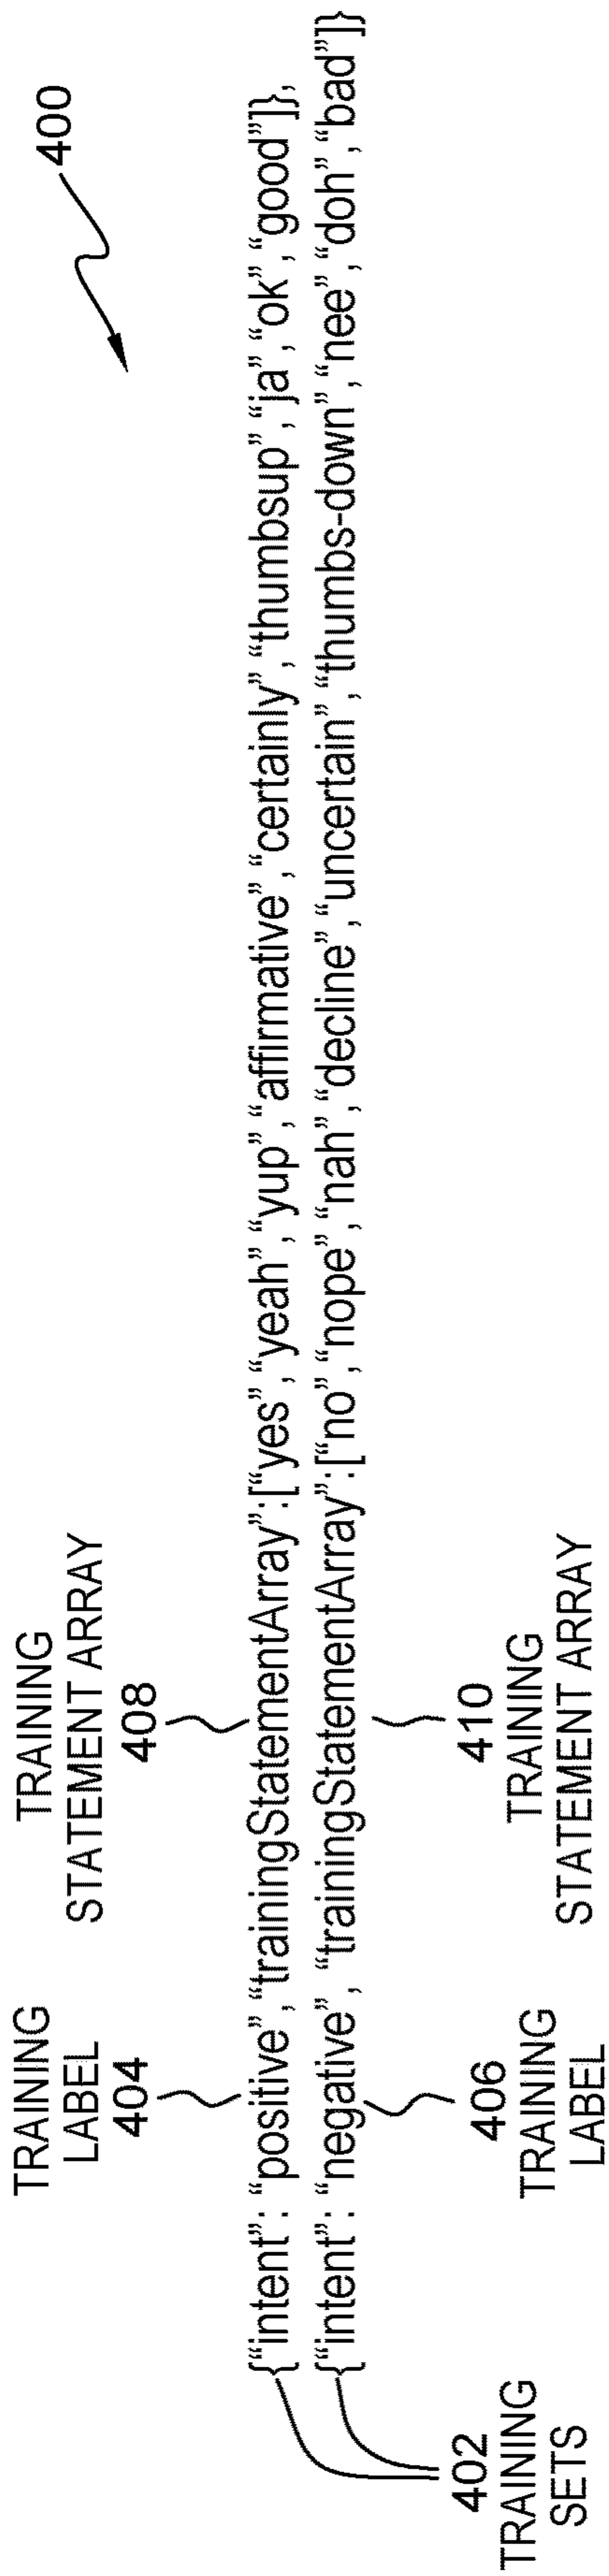 400
TRAINING
LABEL
404
TRAINING
STATEMENT ARRAY
408
{“intent”: “positive”,“trainingStatementArray”:[“yes”,“yeah”,“yup”,“affirmative”,“certainly”,“thumbsup”,“ja”,“ok”,“good”]},
{“intent”: “negative”, “trainingStatementArray”:[“no”,“nope”,“nah”,“decline”,“uncertain”,“thumbs-down”,“nee”,“doh”,“bad”]}
402
TRAINING
SETS
406
TRAINING
LABEL
410
TRAINING
STATEMENT ARRAY